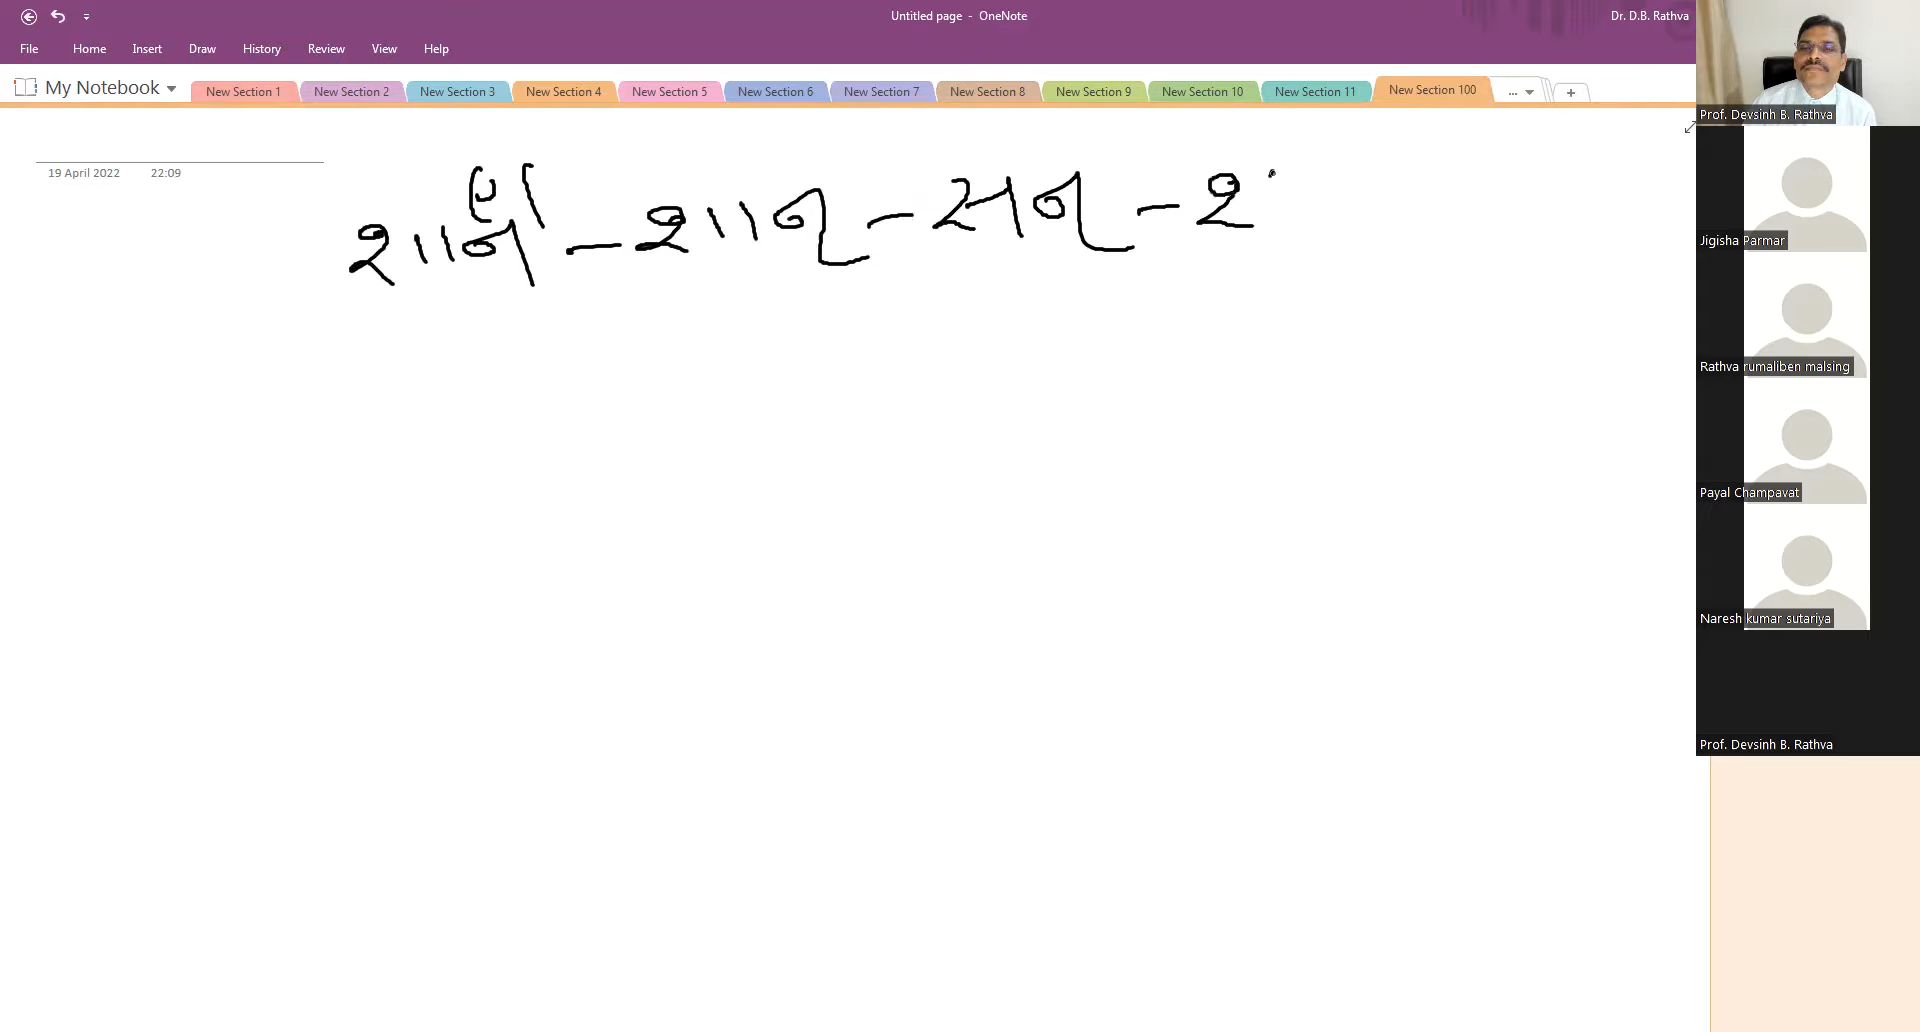 Untitled page - OneNote
Dr. D.B. Rathva
File Home Insert Draw History Review View Help
My Notebook New Section 1 New Section 2 New Section 3 New Section 4 New Section 5 New Section 6 New Section 7 New Section 8 New Section 9 New Section 10 New Section 11 New Section 100 ... +
19 April 2022 22:09
Prof. Devsinh B. Rathva
Jigisha Parmar
Rathva rumaliben malsing
Payal Champavat
Naresh kumar sutariya
Prof. Devsinh B. Rathva